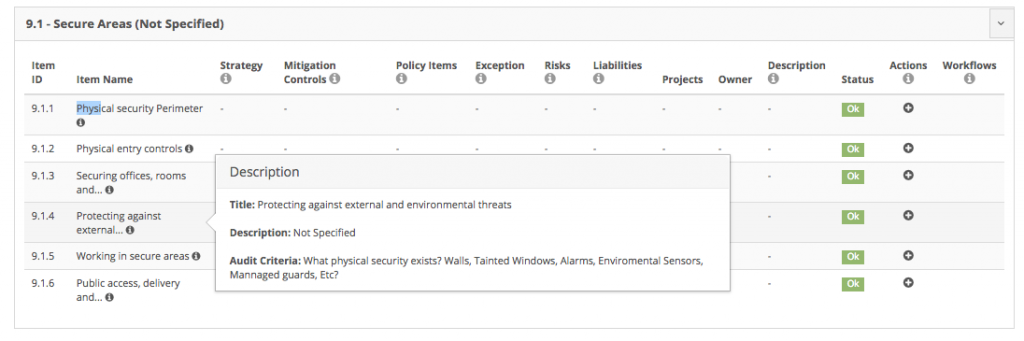 9.1 - Secure Areas (Not Specified)
Item ID Item Name Strategy Mitigation Controls Policy Items Exception Risks Liabilities Projects Owner Description Status Actions Workflows
9.1.1 Physical security Perimeter - - - - - - - - - Ok
9.1.2 Physical entry controls - - - - - - - - - Ok
9.1.3 Securing offices, rooms and... - Ok
9.1.4 Protecting against external... - Ok
9.1.5 Working in secure areas - Ok
9.1.6 Public access, delivery and... - Ok
Description
Title: Protecting against external and environmental threats
Description: Not Specified
Audit Criteria: What physical security exists? Walls, Tainted Windows, Alarms, Enviromental Sensors,
Mannaged guards, Etc?